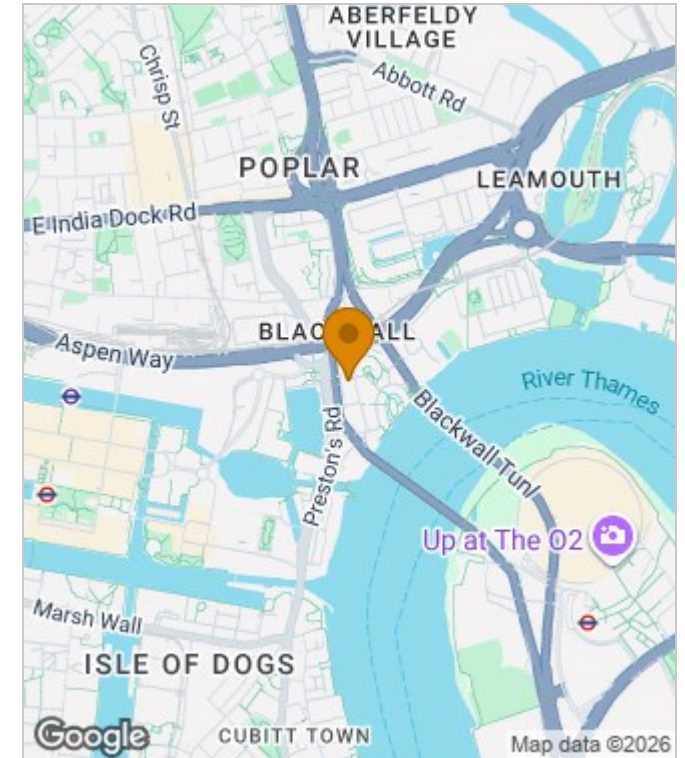 ABERFELDY
VILLAGE
Chrisp St
Abbott Rd
POPLAR
LEAMOUTH
E India Dock Rd
BLACKWALL
Aspen Way
River Thames
Blackwall Tun/
Preston's Rd
Up at The O2
Marsh Wall
ISLE OF DOGS
CUBITT TOWN
Google
Map data ©2026